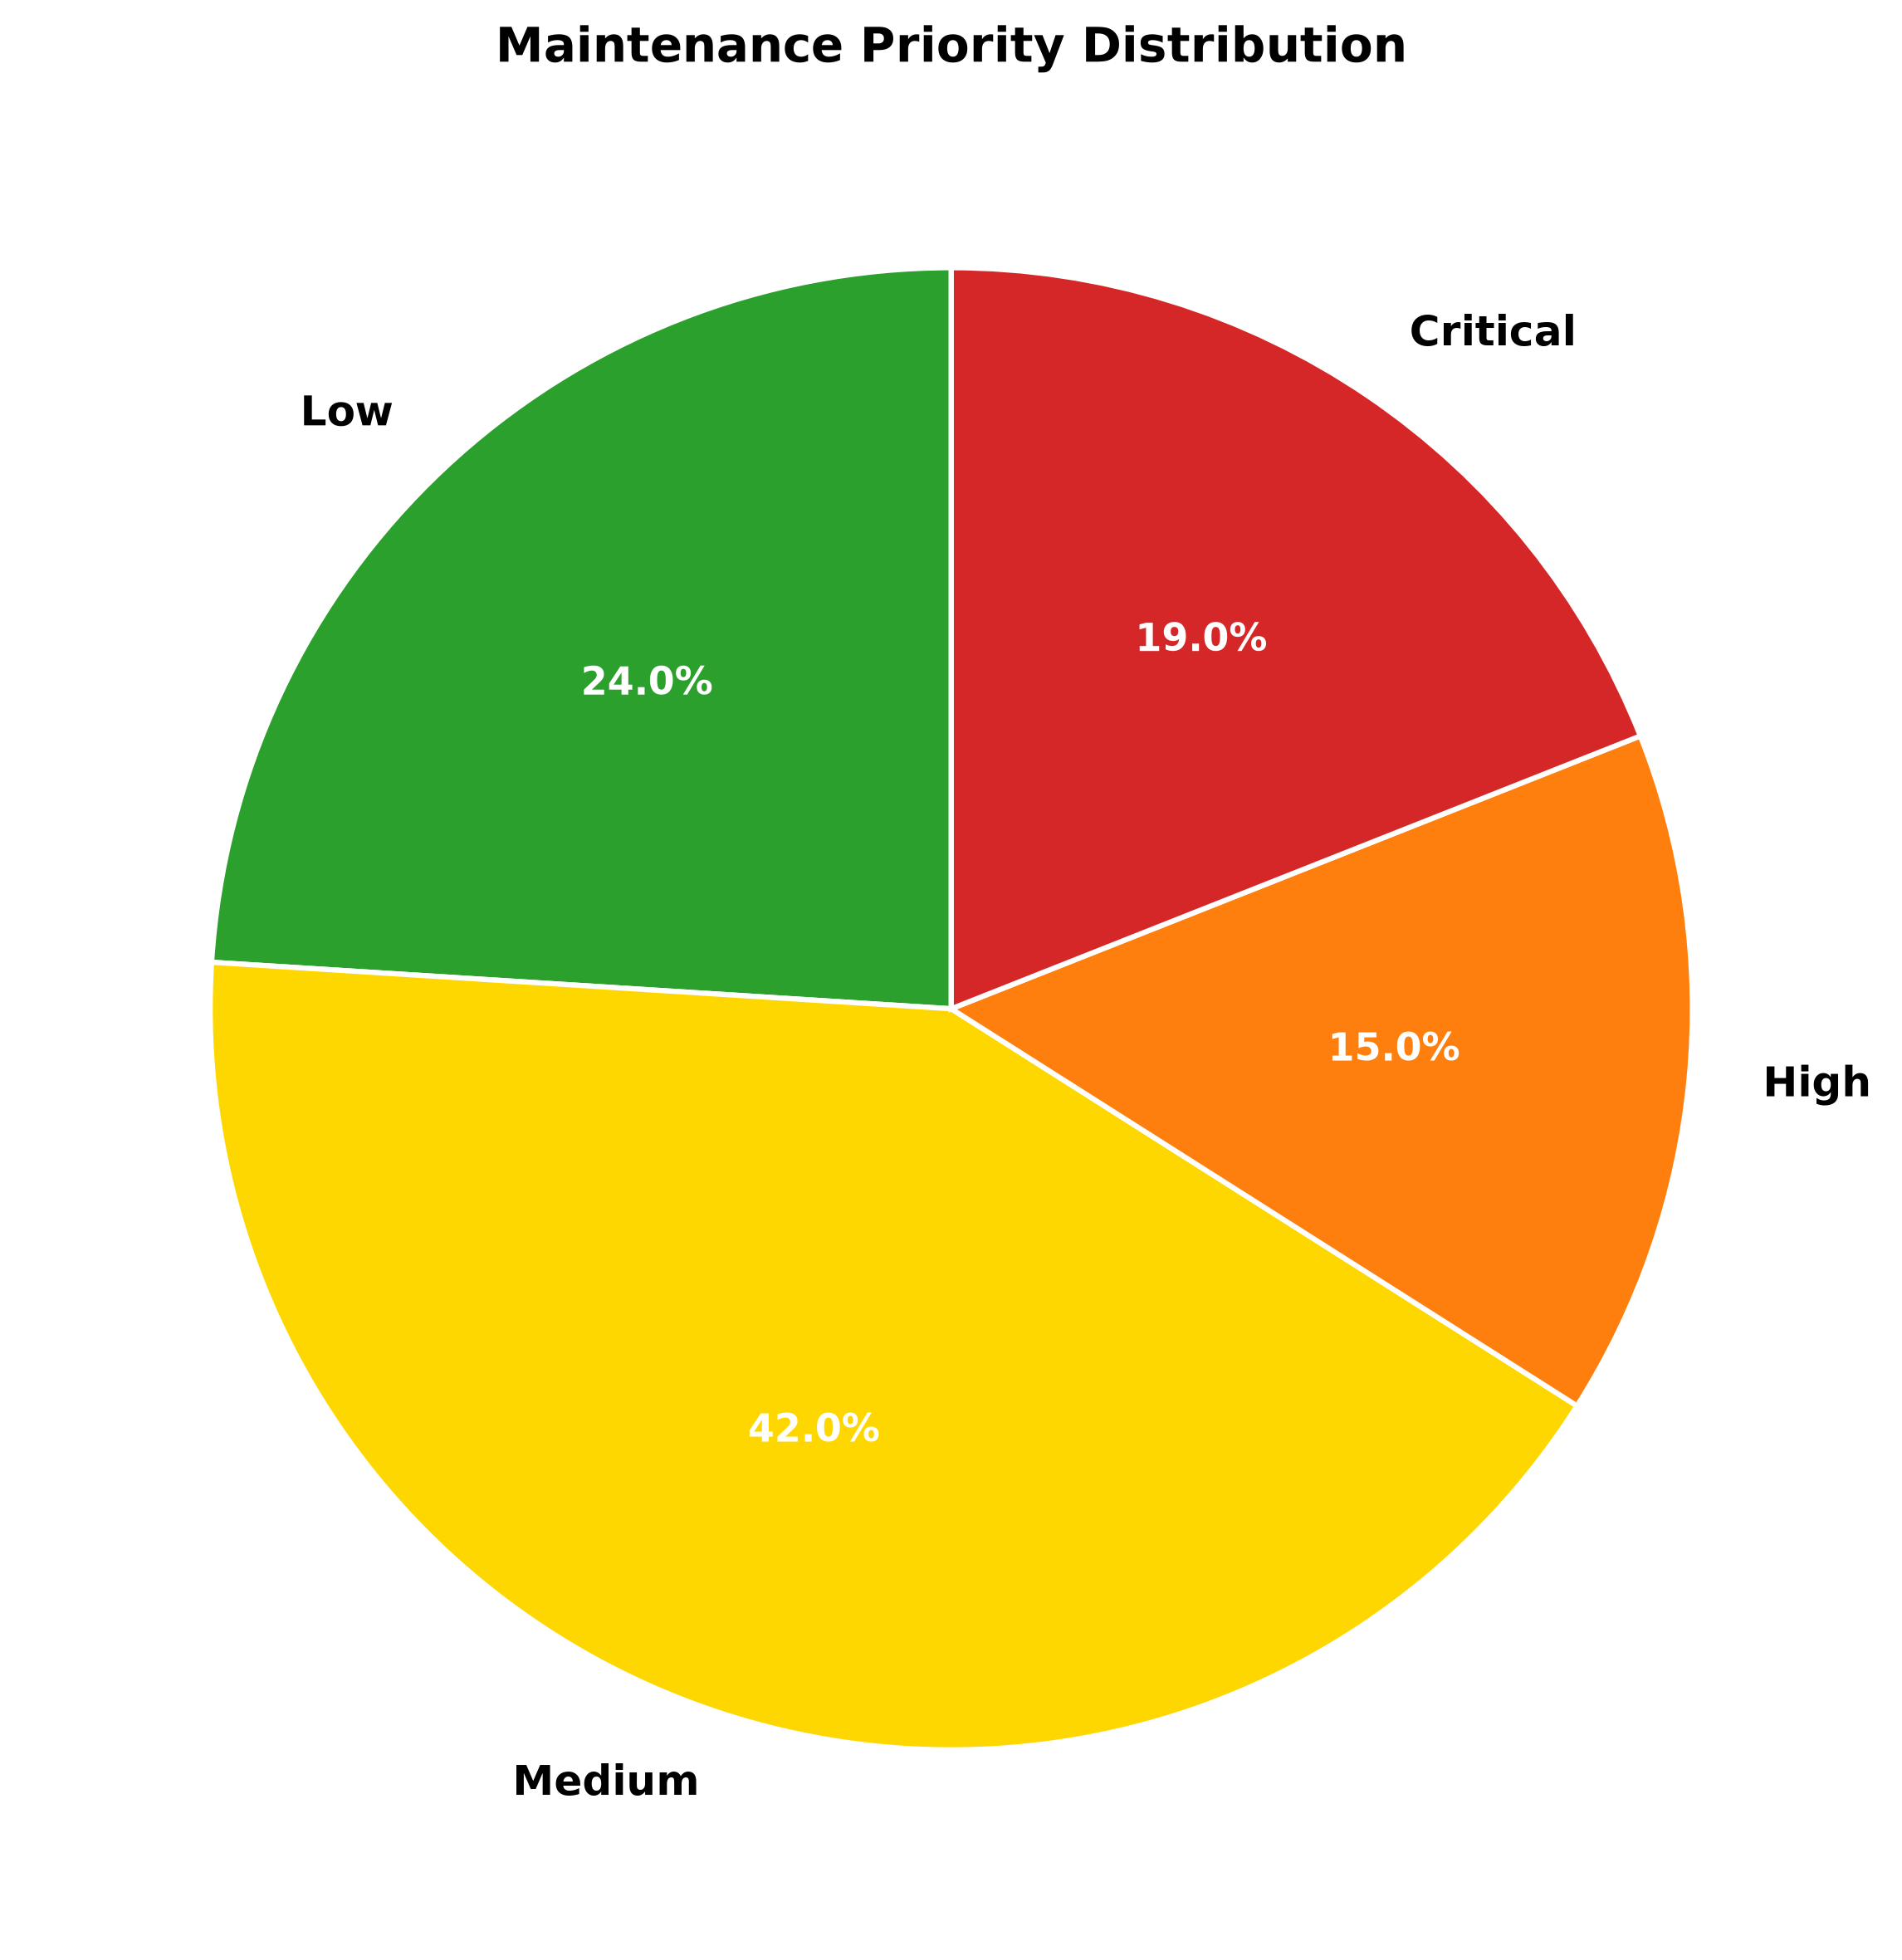 Maintenance Priority Distribution
Critical
Low
19.0%
24.0%
15.0%
High
42.0%
Medium